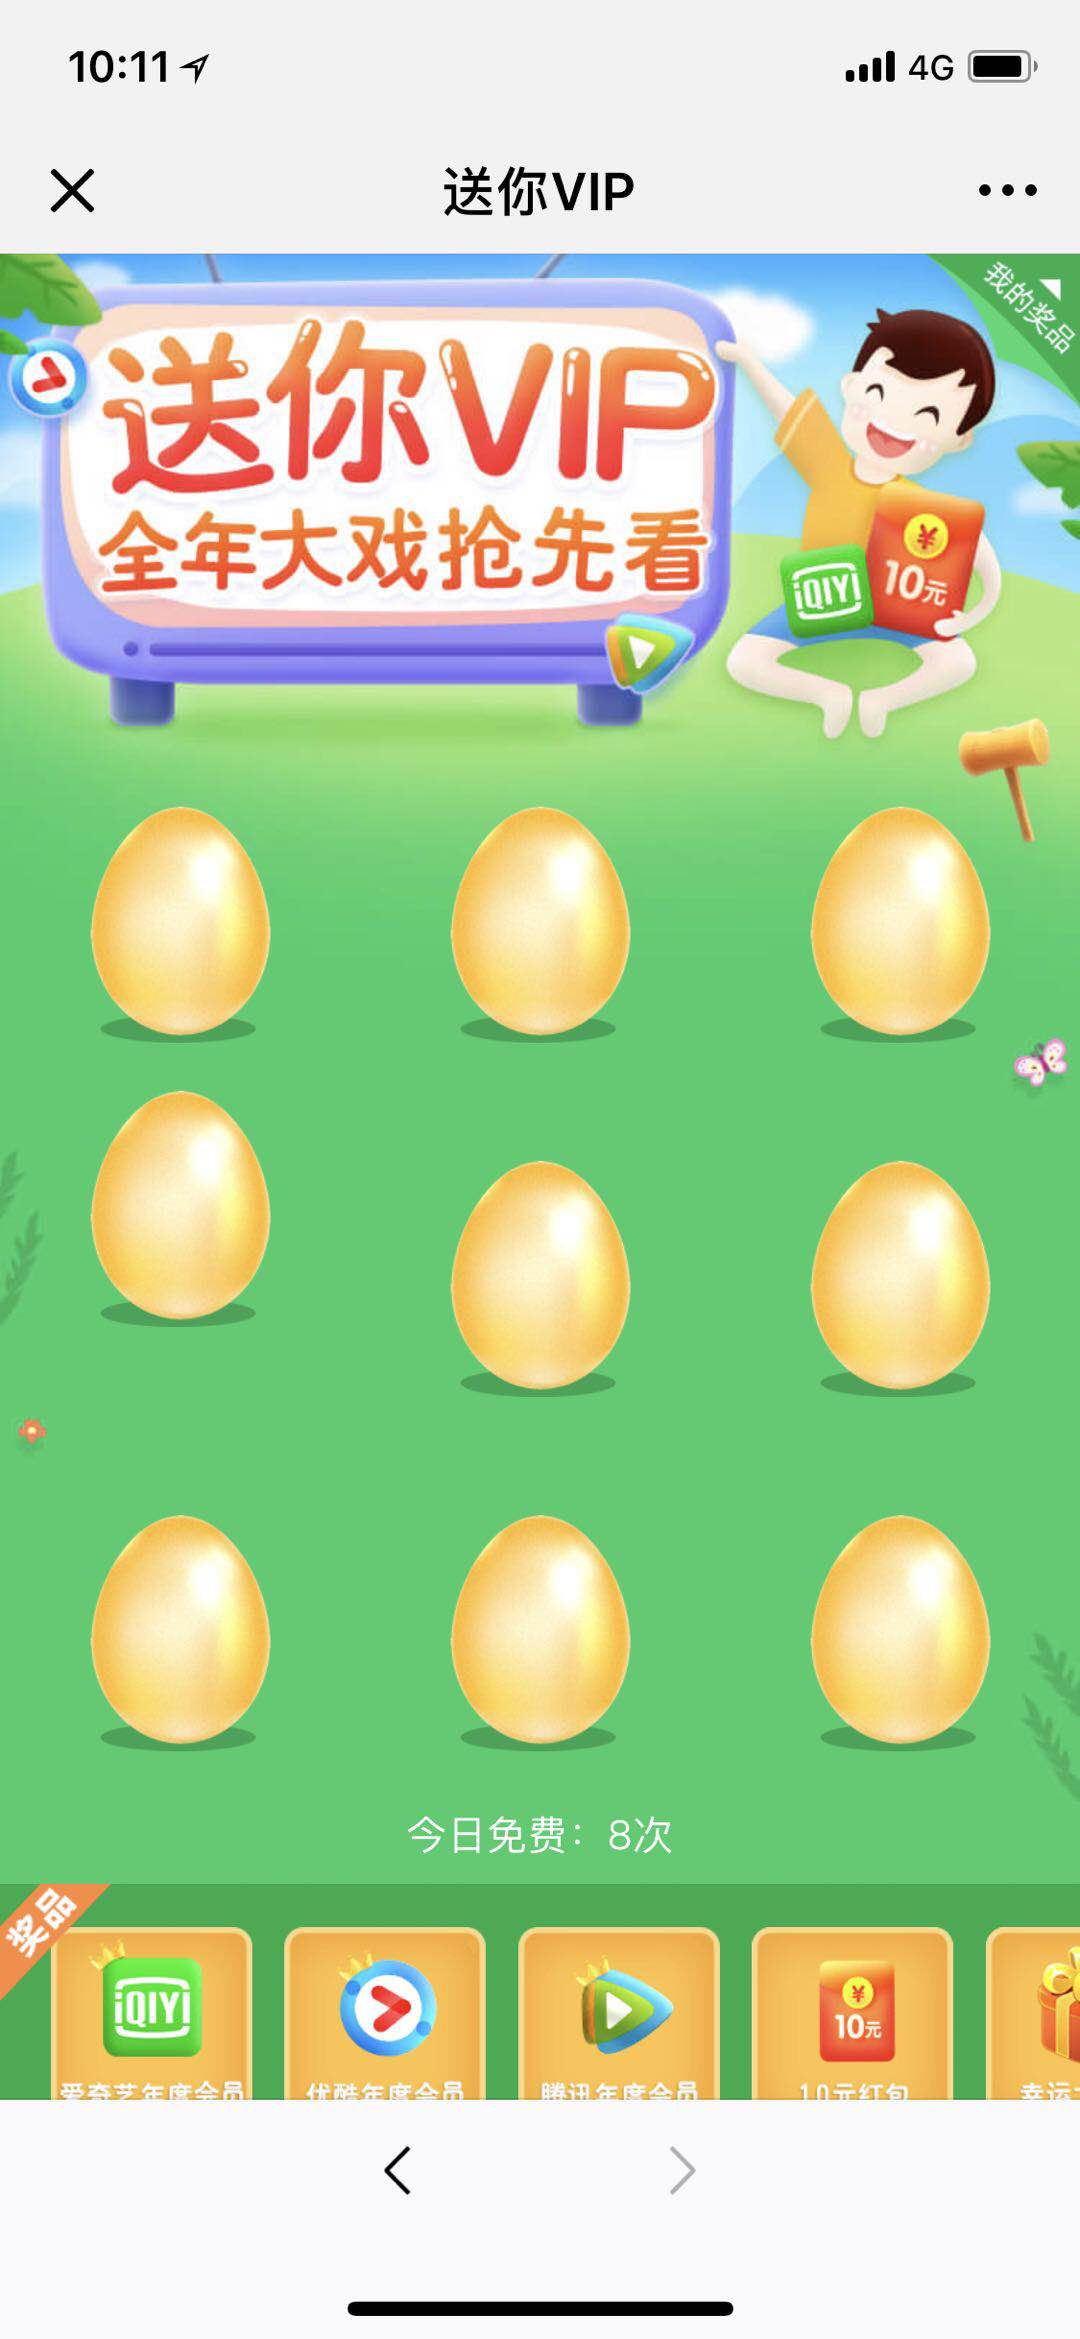 10:11
4G
送你VIP
我的奖品
送你VIP
全年大戏抢先看
¥
10元
iQIYI
今日免费：8次
奖品
iQIYI
¥
10元
爱奇艺年度会员
优酷年度会员
腾讯年度会员
10元红包
幸运